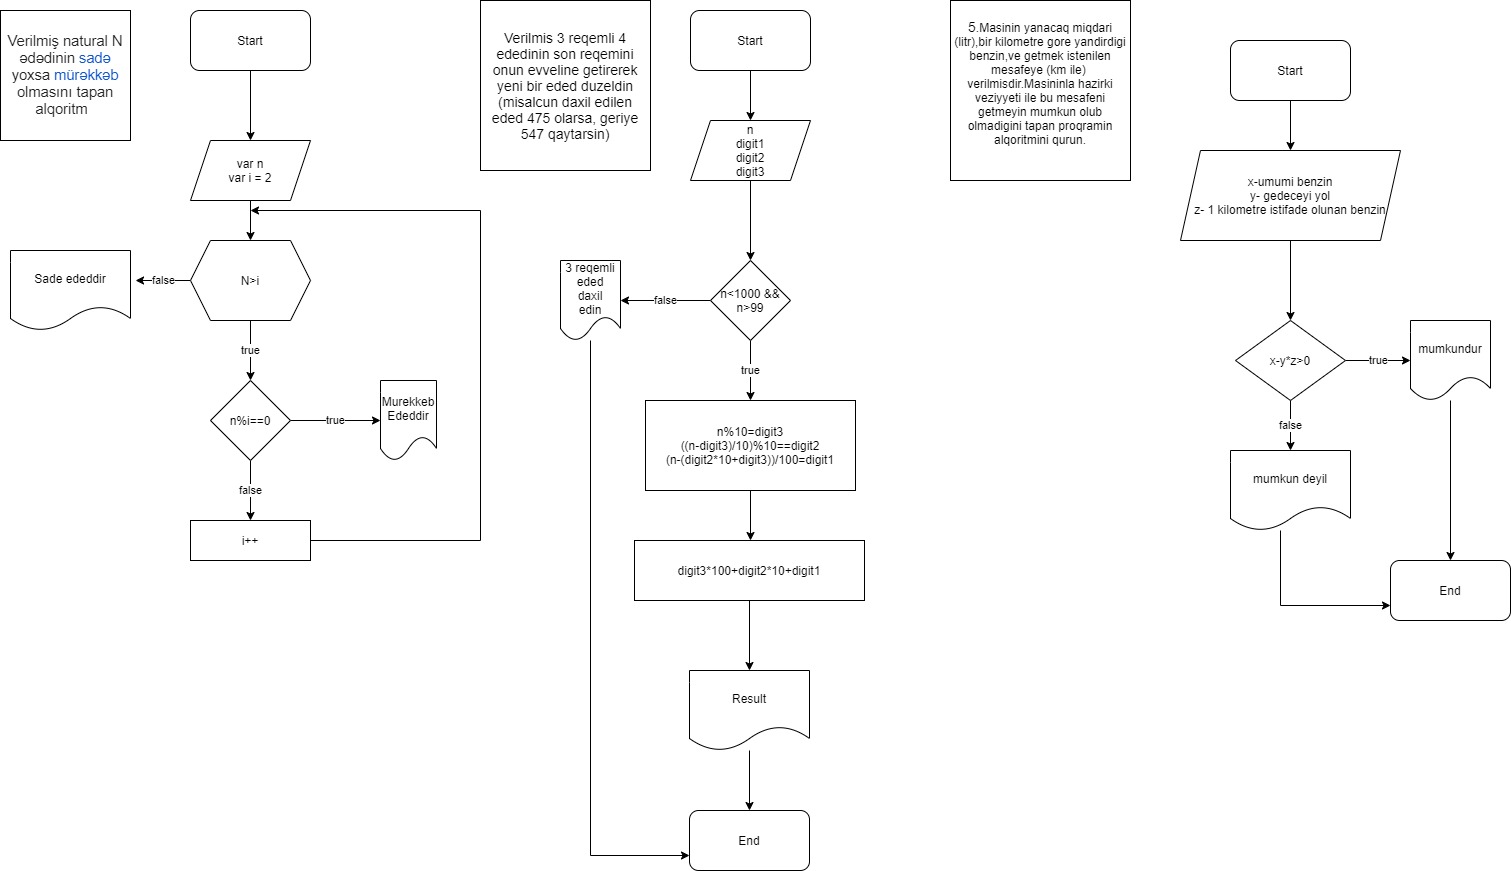 Verilmiş natural N
ədədinin sadə
yoxsa mürəkkəb
olmasını tapan
alqoritm
Start
var n
var i = 2
N>i
false
Sade ededdir
true
n%i==0
true
Murekkeb
Ededdir
false
i++
Verilmis 3 reqemli 4
ededinin son reqemini
onun evveline getirerek
yeni bir eded duzeldin
(misalcun daxil edilen
eded 475 olarsa, geriye
547 qaytarsin)
Start
n
digit1
digit2
digit3
n<1000 &&
n>99
false
3 reqemli
eded
daxil
edin
true
n%10=digit3
((n-digit3)/10)%10==digit2
(n-(digit2*10+digit3))/100=digit1
digit3*100+digit2*10+digit1
Result
End
5.Masinin yanacaq miqdari
(litr),bir kilometre gore yandirdigi
benzin,ve getmek istenilen
mesafeye (km ile)
verilmisdir.Masininla hazirki
veziyyeti ile bu mesafeni
getmeyin mumkun olub
olmadigini tapan proqramin
alqoritmini qurun.
Start
x-umumi benzin
y- gedeceyi yol
z- 1 kilometre istifade olunan benzin
x-y*z>0
true
mumkundur
false
mumkun deyil
End